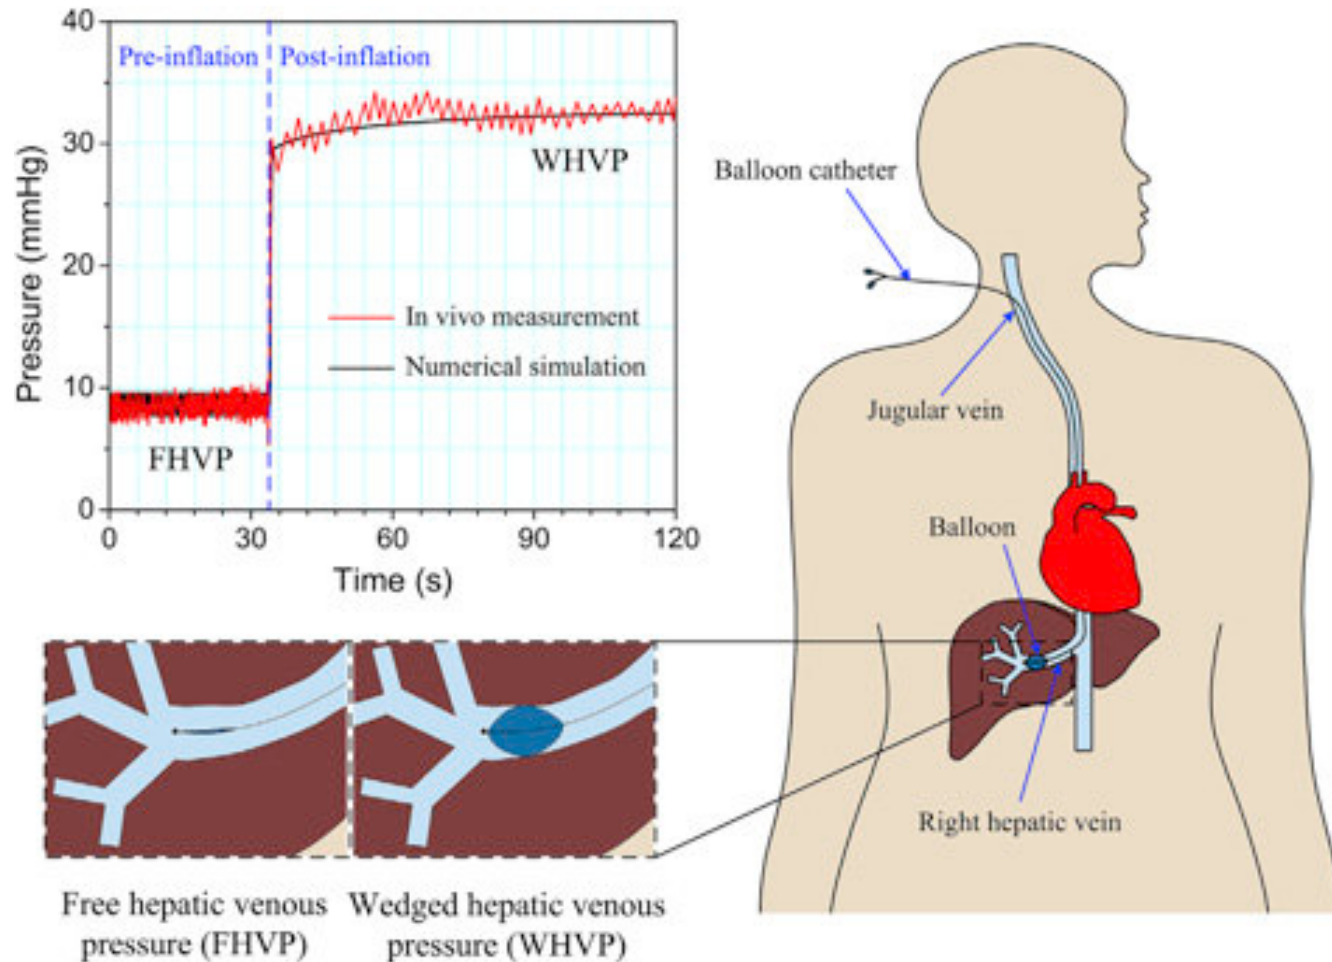 40
Pre-inflation
Post-inflation
30
WHVP
20
In vivo measurement
Numerical simulation
10
FHVP
0
0
30
60
90
120
Pressure (mmHg)
Time (s)
Balloon catheter
Jugular vein
Balloon
Right hepatic vein
Free hepatic venous
pressure (FHVP)
Wedged hepatic venous
pressure (WHVP)